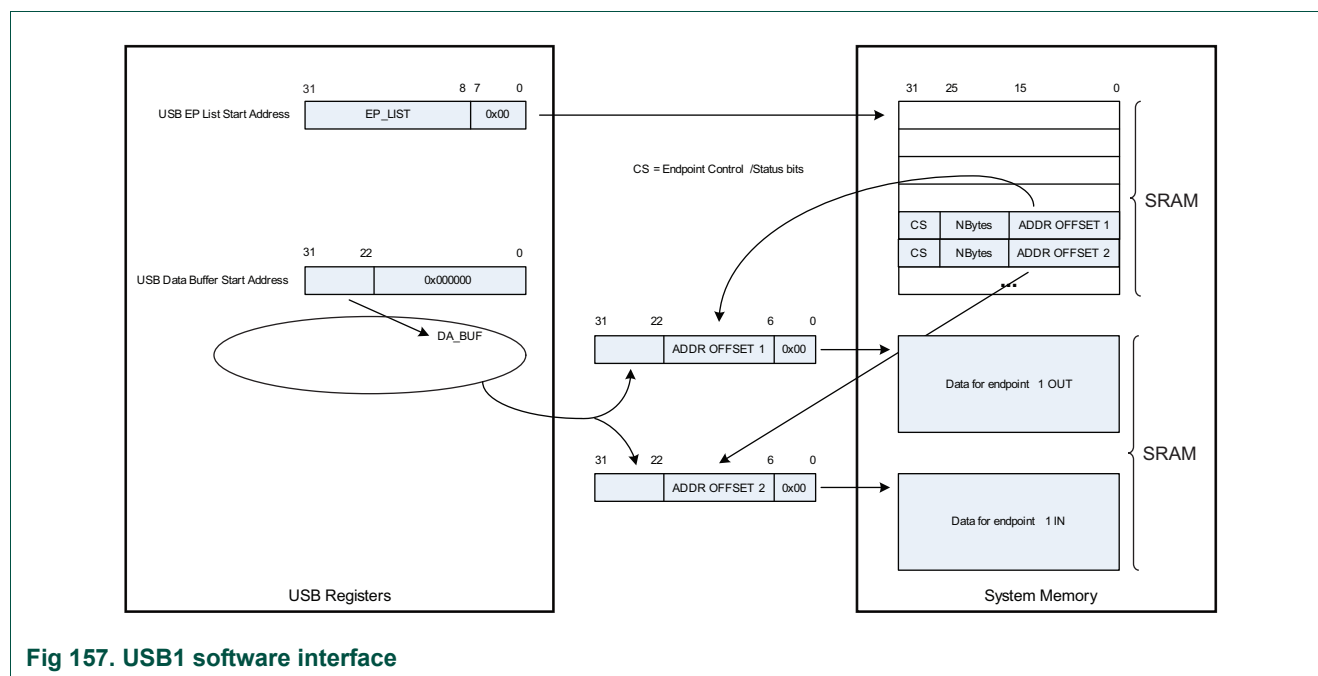 31 8 7 0
USB EP List Start Address EP_LIST 0x00
31 25 15 0
CS = Endpoint Control /Status bits
SRAM
CS NBytes ADDR OFFSET 1
CS NBytes ADDR OFFSET 2
...
31 22 0
USB Data Buffer Start Address 0x000000
DA_BUF
31 22 6 0
ADDR OFFSET 1 0x00
Data for endpoint 1 OUT
SRAM
31 22 6 0
ADDR OFFSET 2 0x00
Data for endpoint 1 IN
USB Registers
System Memory
Fig 157. USB1 software interface